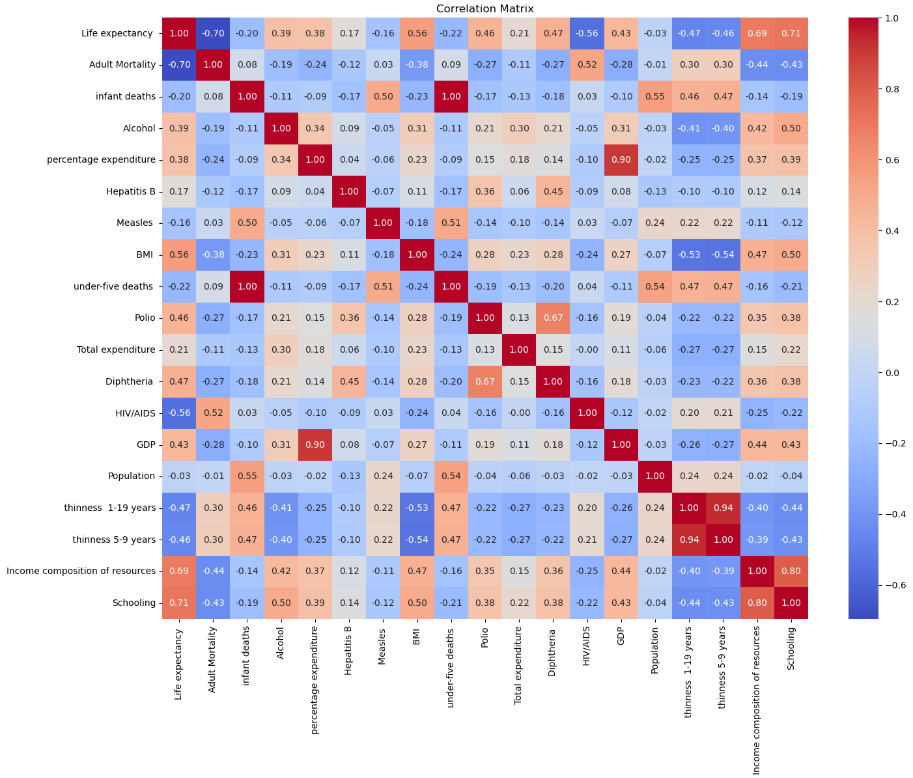 Correlation Matrix
Life expectancy 1.00 -0.70 -0.20 0.39 0.38 0.17 -0.16 0.56 -0.22 0.46 0.21 0.47 -0.56 0.43 -0.03 -0.47 -0.46 0.69 0.71
Adult Mortality -0.70 1.00 0.08 -0.19 -0.24 -0.12 0.03 -0.38 0.09 -0.27 -0.11 -0.27 0.52 -0.28 -0.01 0.30 0.30 -0.44 -0.43
infant deaths -0.20 0.08 1.00 -0.11 -0.09 -0.17 0.50 -0.23 1.00 -0.17 -0.13 -0.18 0.03 -0.10 0.55 0.46 0.47 -0.14 -0.19
Alcohol 0.39 -0.19 -0.11 1.00 0.34 0.09 -0.05 0.31 -0.11 0.21 0.30 0.21 -0.05 0.31 -0.03 -0.41 -0.40 0.42 0.50
percentage expenditure 0.38 -0.24 -0.09 0.34 1.00 0.04 -0.06 0.23 -0.09 0.15 0.18 0.14 -0.10 0.90 -0.02 -0.25 -0.25 0.37 0.39
Hepatitis B 0.17 -0.12 -0.17 0.09 0.04 1.00 -0.07 0.11 -0.17 0.36 0.06 0.45 -0.09 0.08 -0.13 -0.10 -0.10 0.12 0.14
Measles -0.16 0.03 0.50 -0.05 -0.06 -0.07 1.00 -0.18 0.51 -0.14 -0.10 -0.14 0.03 -0.07 0.24 0.22 0.22 -0.11 -0.12
BMI 0.56 -0.38 -0.23 0.31 0.23 0.11 -0.18 1.00 -0.24 0.28 0.23 0.28 -0.24 0.27 -0.07 -0.53 -0.54 0.47 0.50
under-five deaths -0.22 0.09 1.00 -0.11 -0.09 -0.17 0.51 -0.24 1.00 -0.19 -0.13 -0.20 0.04 -0.11 0.54 0.47 0.47 -0.16 -0.21
Polio 0.46 -0.27 -0.17 0.21 0.15 0.36 -0.14 0.28 -0.19 1.00 0.13 0.67 -0.16 0.19 -0.04 -0.22 -0.22 0.35 0.38
Total expenditure 0.21 -0.11 -0.13 0.30 0.18 0.06 -0.10 0.23 -0.13 0.13 1.00 0.15 -0.00 0.11 -0.06 -0.27 -0.27 0.15 0.22
Diphtheria 0.47 -0.27 -0.18 0.21 0.14 0.45 -0.14 0.28 -0.20 0.67 0.15 1.00 -0.16 0.18 -0.03 -0.23 -0.22 0.36 0.38
HIV/AIDS -0.56 0.52 0.03 -0.05 -0.10 -0.09 0.03 -0.24 0.04 -0.16 -0.00 -0.16 1.00 -0.12 -0.02 0.20 0.21 -0.25 -0.22
GDP 0.43 -0.28 -0.10 0.31 0.90 0.08 -0.07 0.27 -0.11 0.19 0.11 0.18 -0.12 1.00 -0.03 -0.26 -0.27 0.44 0.43
Population -0.03 -0.01 0.55 -0.03 -0.02 -0.13 0.24 -0.07 0.54 -0.04 -0.06 -0.03 -0.02 -0.03 1.00 0.24 0.24 -0.02 -0.04
thinness 1-19 years -0.47 0.30 0.46 -0.41 -0.25 -0.10 0.22 -0.53 0.47 -0.22 -0.27 -0.23 0.20 -0.26 0.24 1.00 0.94 -0.40 -0.44
thinness 5-9 years -0.46 0.30 0.47 -0.40 -0.25 -0.10 0.22 -0.54 0.47 -0.22 -0.27 -0.22 0.21 -0.27 0.24 0.94 1.00 -0.39 -0.43
Income composition of resources 0.69 -0.44 -0.14 0.42 0.37 0.12 -0.11 0.47 -0.16 0.35 0.15 0.36 -0.25 0.44 -0.02 -0.40 -0.39 1.00 0.80
Schooling 0.71 -0.43 -0.19 0.50 0.39 0.14 -0.12 0.50 -0.21 0.38 0.22 0.38 -0.22 0.43 -0.04 -0.44 -0.43 0.80 1.00
Life expectancy
Adult Mortality
infant deaths
Alcohol
percentage expenditure
Hepatitis B
Measles
BMI
under-five deaths
Polio
Total expenditure
Diphtheria
HIV/AIDS
GDP
Population
thinness 1-19 years
thinness 5-9 years
Income composition of resources
Schooling
1.0
0.8
0.6
0.4
0.2
0.0
-0.2
-0.4
-0.6